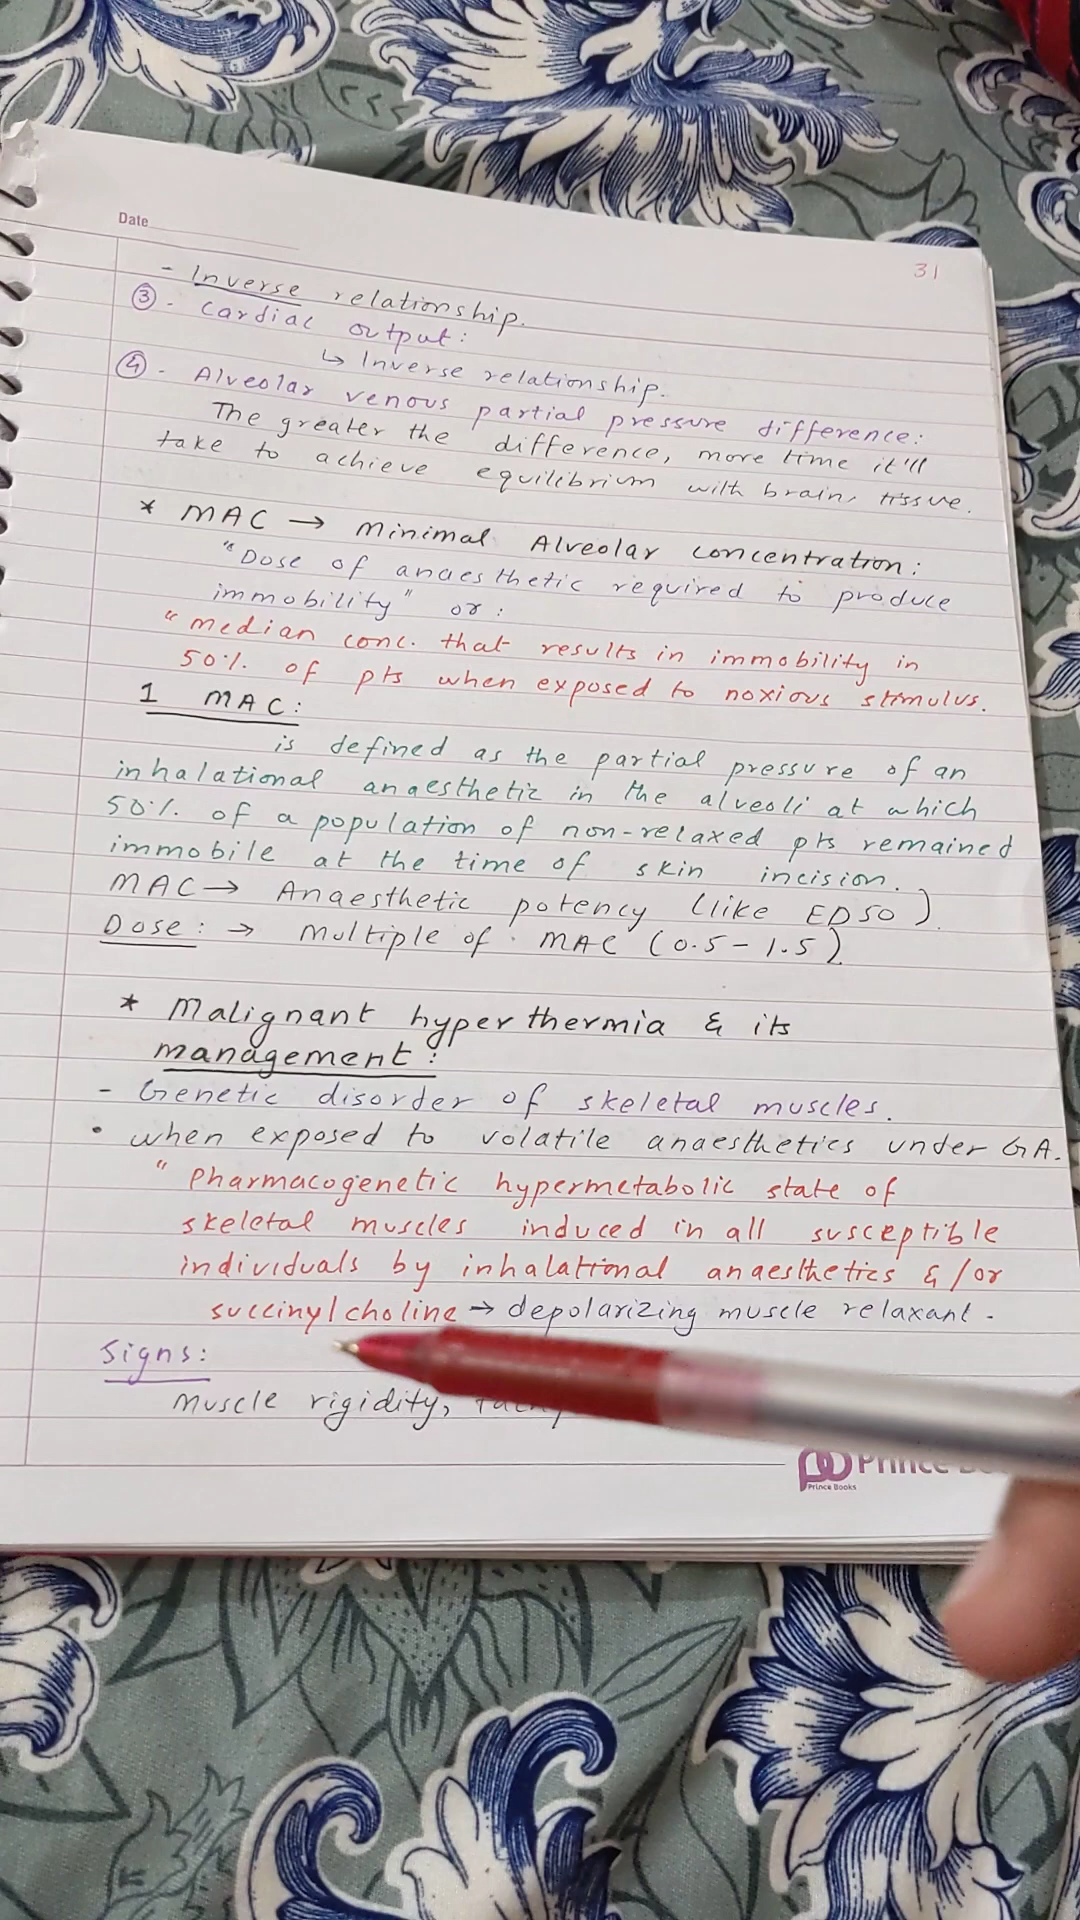 Date
31
- Inverse relationship.
③ - Cardiac output:
↳ Inverse relationship.
④ - Alveolar venous partial pressure difference:
The greater the difference, more time it'll
take to achieve equilibrium with brain, tissue.
* MAC → Minimal Alveolar concentration:
"Dose of anaesthetic required to produce
immobility" or:
"median conc. that results in immobility in
50%. of pts when exposed to noxious stimulus.
1 MAC:
is defined as the partial pressure of an
inhalational anaesthetic in the alveoli at which
50%. of a population of non-relaxed pts remained
immobile at the time of skin incision.
MAC → Anaesthetic potency (like ED50).
Dose: → Multiple of MAC (0.5-1.5)
* Malignant hyperthermia & its
management:
- Genetic disorder of skeletal muscles.
• when exposed to volatile anaesthetics under GA.
"Pharmacogenetic hypermetabolic state of
skeletal muscles induced in all susceptible
individuals by inhalational anaesthetics & /or
succinylcholine → depolarizing muscle relaxant.
Signs:
Muscle rigidity,
Prince
Prince Books